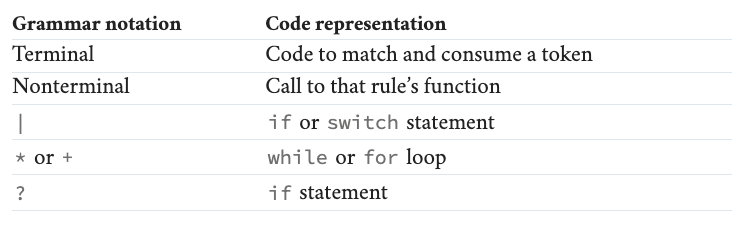 Grammar notation Code representation
Terminal Code to match and consume a token
Nonterminal Call to that rule’s function
| if or switch statement
* or + while or for loop
? if statement